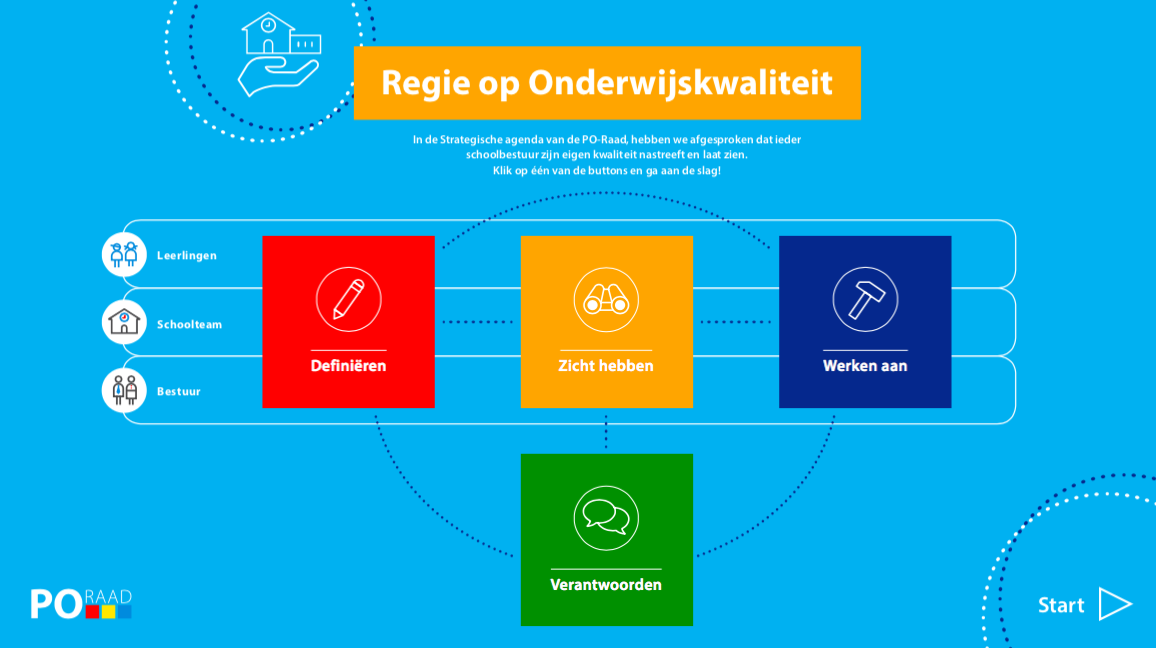 Regie op Onderwijskwaliteit
In de Strategische agenda van de PO-Raad, hebben we afgesproken dat ieder
schoolbestuur zijn eigen kwaliteit nastreeft en laat zien.
Klik op één van de buttons en ga aan de slag!
Leerlingen
Schoolteam
Bestuur
Definiëren
Zicht hebben
Werken aan
Verantwoorden
PO RAAD
Start